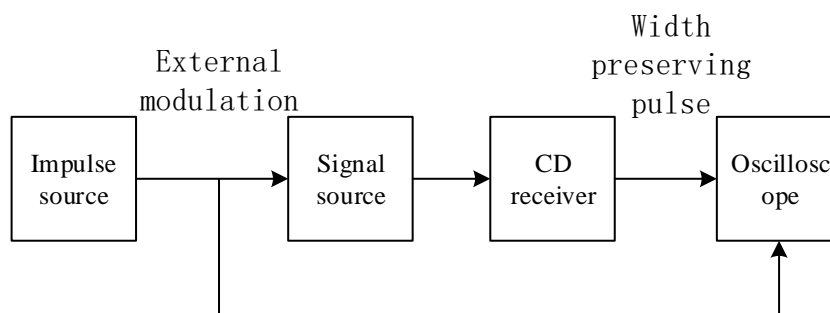 External
modulation
Width
preserving
pulse
Impulse
source
Signal
source
CD
receiver
Oscillosc
ope